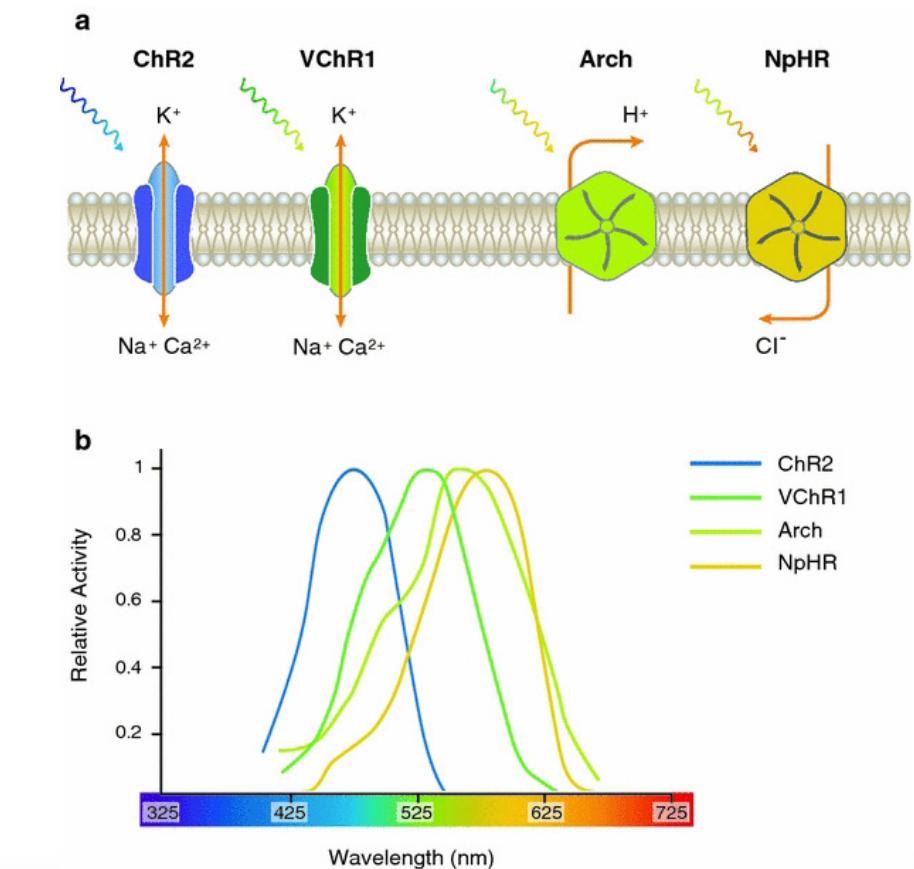 a
ChR2 VChR1 Arch NpHR
K⁺ K⁺ H⁺
Na⁺ Ca²⁺ Na⁺ Ca²⁺ Cl⁻
b
1
0.8
0.6
0.4
0.2
Relative Activity
ChR2
VChR1
Arch
NpHR
325 425 525 625 725
Wavelength (nm)